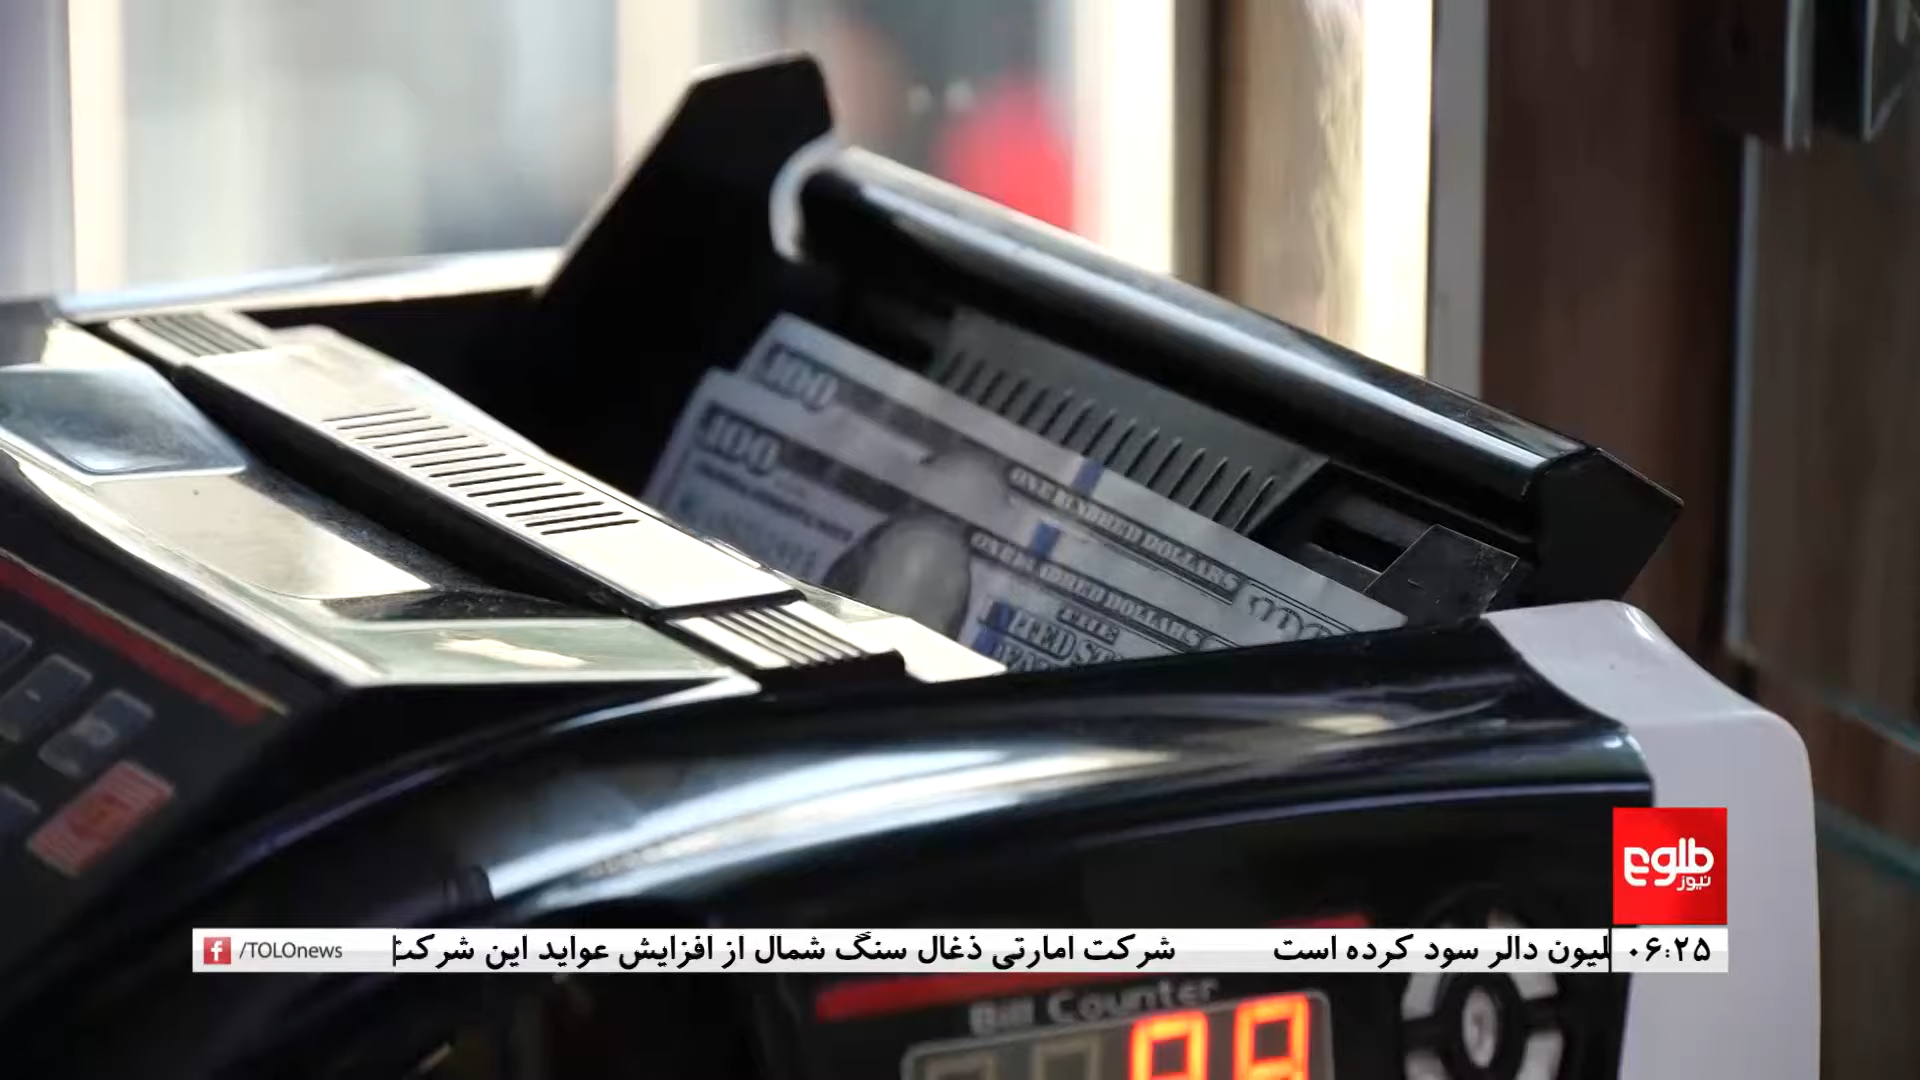 100
100
ONE HUNDRED DOLLARS
ONE HUNDRED DOLLARS
THE
طلوع
نیوز
/TOLOnews
شرکت امارتی ذغال سنگ شمال از افزایش عواید این شرکت
لیون دالر سود کرده است
۰۶:۲۵
Bill Counter